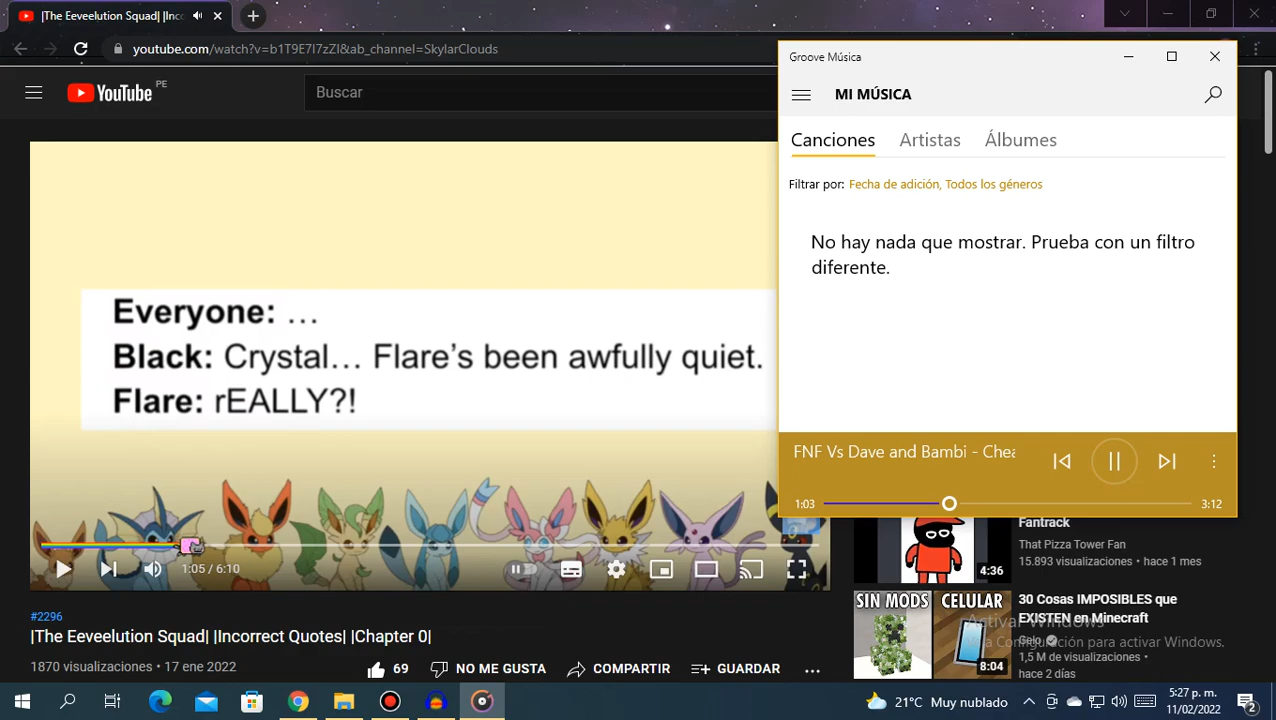 |The Eeveelution Squad| |Incor
youtube.com/watch?v=b1T9E7l7zZI&ab_channel=SkylarClouds
YouTube PE
Buscar
Everyone: …
Black: Crystal… Flare's been awfully quiet.
Flare: rEALLY?!
1:05 / 6:10
#2296
|The Eeveelution Squad| |Incorrect Quotes| |Chapter 0|
1870 visualizaciones • 17 ene 2022
69
NO ME GUSTA
COMPARTIR
GUARDAR
Groove Música
MI MÚSICA
Canciones Artistas Álbumes
Filtrar por: Fecha de adición, Todos los géneros
No hay nada que mostrar. Prueba con un filtro
diferente.
FNF Vs Dave and Bambi - Chea
1:03
3:12
Fantrack
That Pizza Tower Fan
15.893 visualizaciones • hace 1 mes
4:36
SIN MODS CELULAR
8:04
30 Cosas IMPOSIBLES que
EXISTEN en Minecraft
Gelo
1,5 M de visualizaciones •
hace 2 días
Activar Windows
Ve a Configuración para activar Windows.
21°C Muy nublado
5:27 p. m.
11/02/2022
2